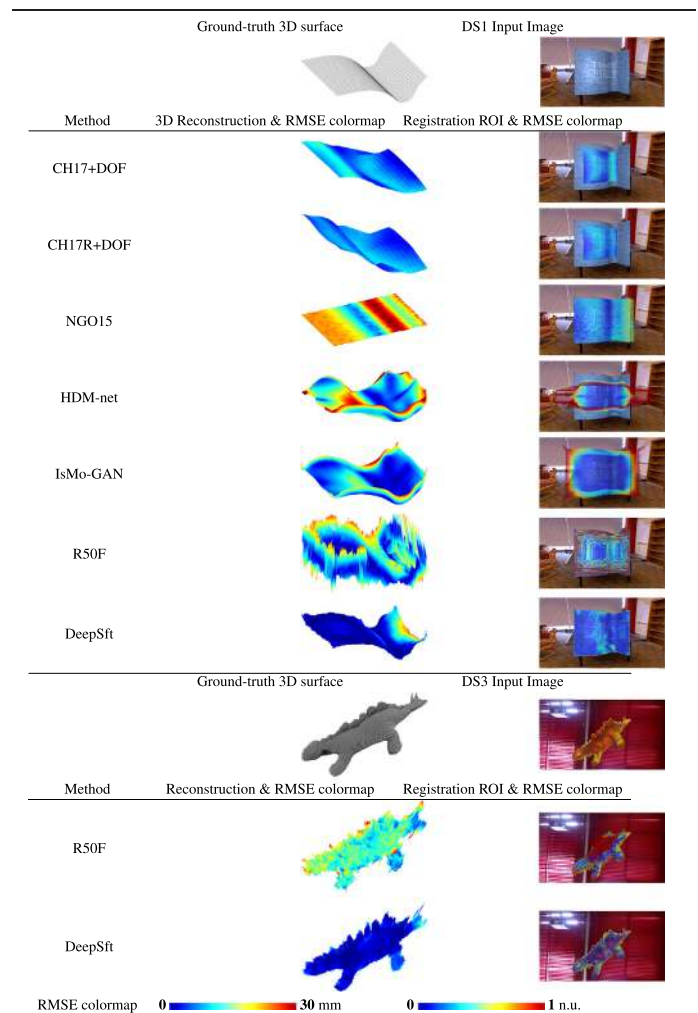 Ground-truth 3D surface DS1 Input Image
Method 3D Reconstruction & RMSE colormap Registration ROI & RMSE colormap
CH17+DOF
CH17R+DOF
NGO15
HDM-net
IsMo-GAN
R50F
DeepSft
Ground-truth 3D surface DS3 Input Image
Method Reconstruction & RMSE colormap Registration ROI & RMSE colormap
R50F
DeepSft
RMSE colormap 0 30 mm 0 1 n.u.